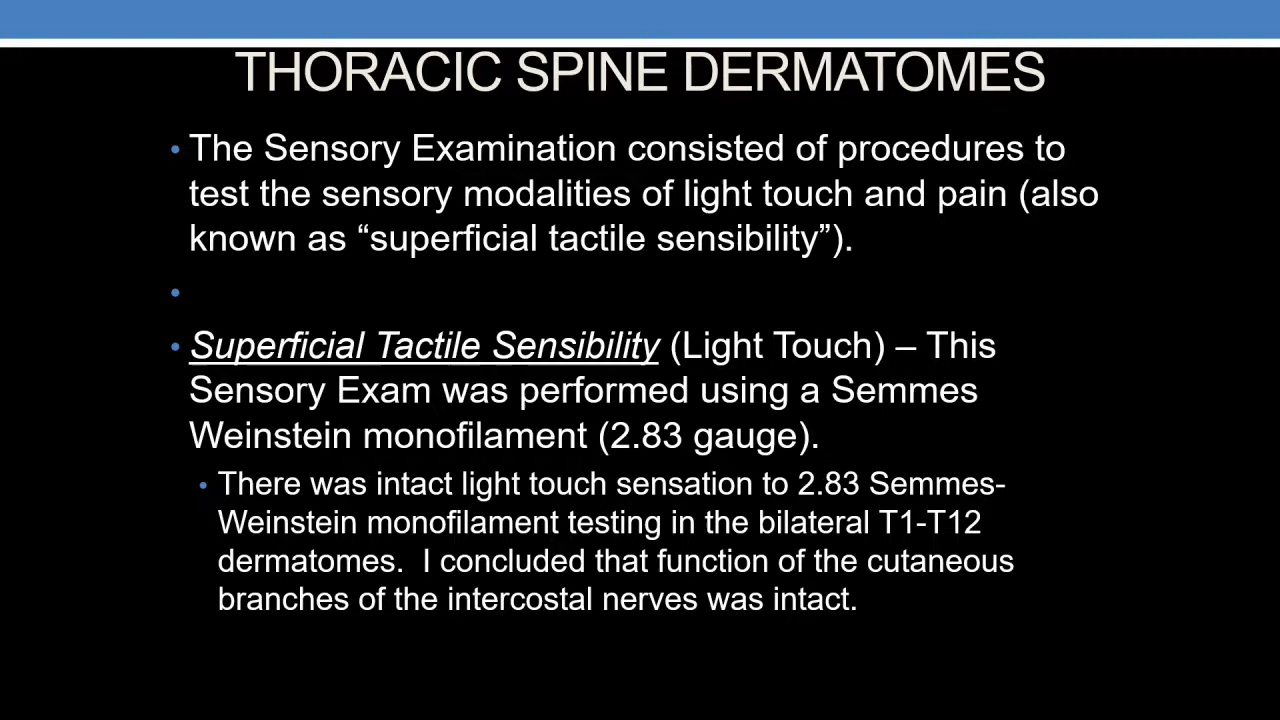 THORACIC SPINE DERMATOMES
• The Sensory Examination consisted of procedures to
test the sensory modalities of light touch and pain (also
known as “superficial tactile sensibility”).
•
• Superficial Tactile Sensibility (Light Touch) – This
Sensory Exam was performed using a Semmes
Weinstein monofilament (2.83 gauge).
• There was intact light touch sensation to 2.83 Semmes-
Weinstein monofilament testing in the bilateral T1-T12
dermatomes.  I concluded that function of the cutaneous
branches of the intercostal nerves was intact.